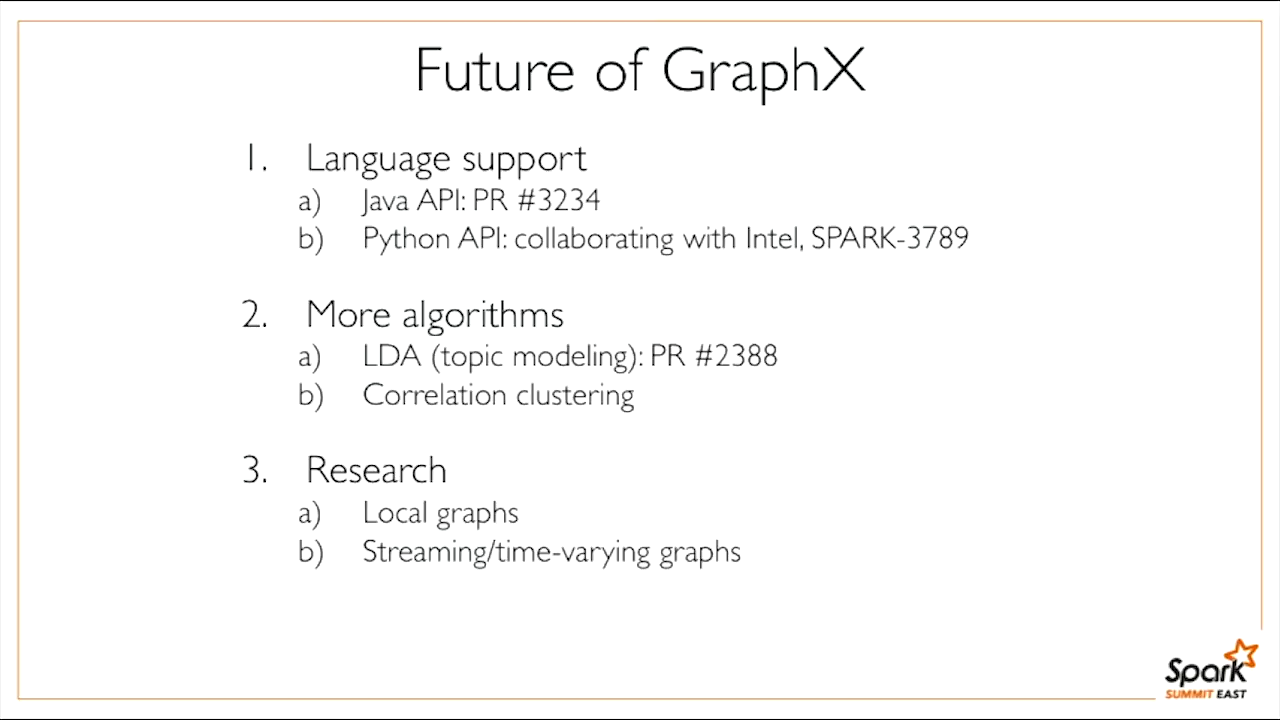 Future of GraphX
1. Language support
a) Java API: PR #3234
b) Python API: collaborating with Intel, SPARK-3789
2. More algorithms
a) LDA (topic modeling): PR #2388
b) Correlation clustering
3. Research
a) Local graphs
b) Streaming/time-varying graphs
Spark
SUMMIT EAST